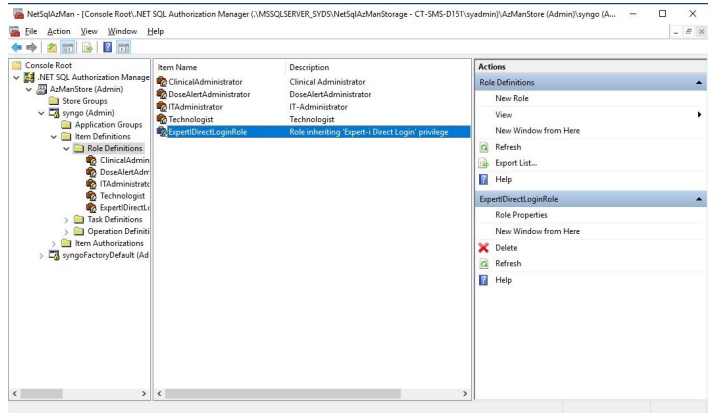 NetSqlAzMan - [Console Root\.NET SQL Authorization Manager (.\MSSQLSERVER_SYDS\NetSqlAzManStorage - CT-SMS-D151\syadmin)\AzManStore (Admin)\syngo (A...
File Action View Window Help
Console Root
.NET SQL Authorization Manage
AzManStore (Admin)
Store Groups
syngo (Admin)
Application Groups
Item Definitions
Role Definitions
ClinicalAdmin
DoseAlertAdm
ITAdministrato
Technologist
ExpertIDirectLo
Task Definitions
Operation Definiti
Item Authorizations
syngoFactoryDefault (Ad
Item Name Description
ClinicalAdministrator Clinical Administrator
DoseAlertAdministrator DoseAlertAdministrator
ITAdministrator IT-Administrator
Technologist Technologist
ExpertIDirectLoginRole Role inheriting 'Expert-i Direct Login' privilege
Actions
Role Definitions
New Role
View
New Window from Here
Refresh
Export List...
Help
ExpertIDirectLoginRole
Role Properties
New Window from Here
Delete
Refresh
Help